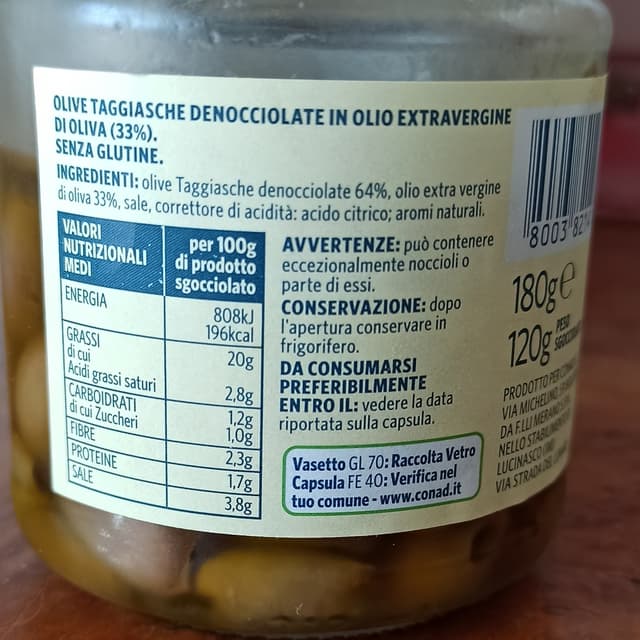 OLIVE TAGGIASCHE DENOCCIOLATE IN OLIO EXTRAVERGINE
DI OLIVA (33%).
SENZA GLUTINE.
INGREDIENTI: olive Taggiasche denocciolate 64%, olio extra vergine
di oliva 33%, sale, correttore di acidità: acido citrico; aromi naturali.
VALORI
NUTRIZIONALI
MEDI
per 100g
di prodotto
sgocciolato
ENERGIA
808kJ
196kcal
GRASSI
20g
di cui
Acidi grassi saturi
2,8g
CARBOIDRATI
1,2g
di cui Zuccheri
1,0g
FIBRE
2,3g
PROTEINE
1,7g
SALE
3,8g
AVVERTENZE: può contenere
eccezionalmente noccioli o
parte di essi.
CONSERVAZIONE: dopo
l'apertura conservare in
frigorifero.
DA CONSUMARSI
PREFERIBILMENTE
ENTRO IL: vedere la data
riportata sulla capsula.
Vasetto GL 70: Raccolta Vetro
Capsula FE 40: Verifica nel
tuo comune - www.conad.it
8003 82
180g e
120g PESO
PRODOTTO PER
VIA MICHELINO,
DA F.LLI
NELLO
LUCINASCO
VIA STRADA